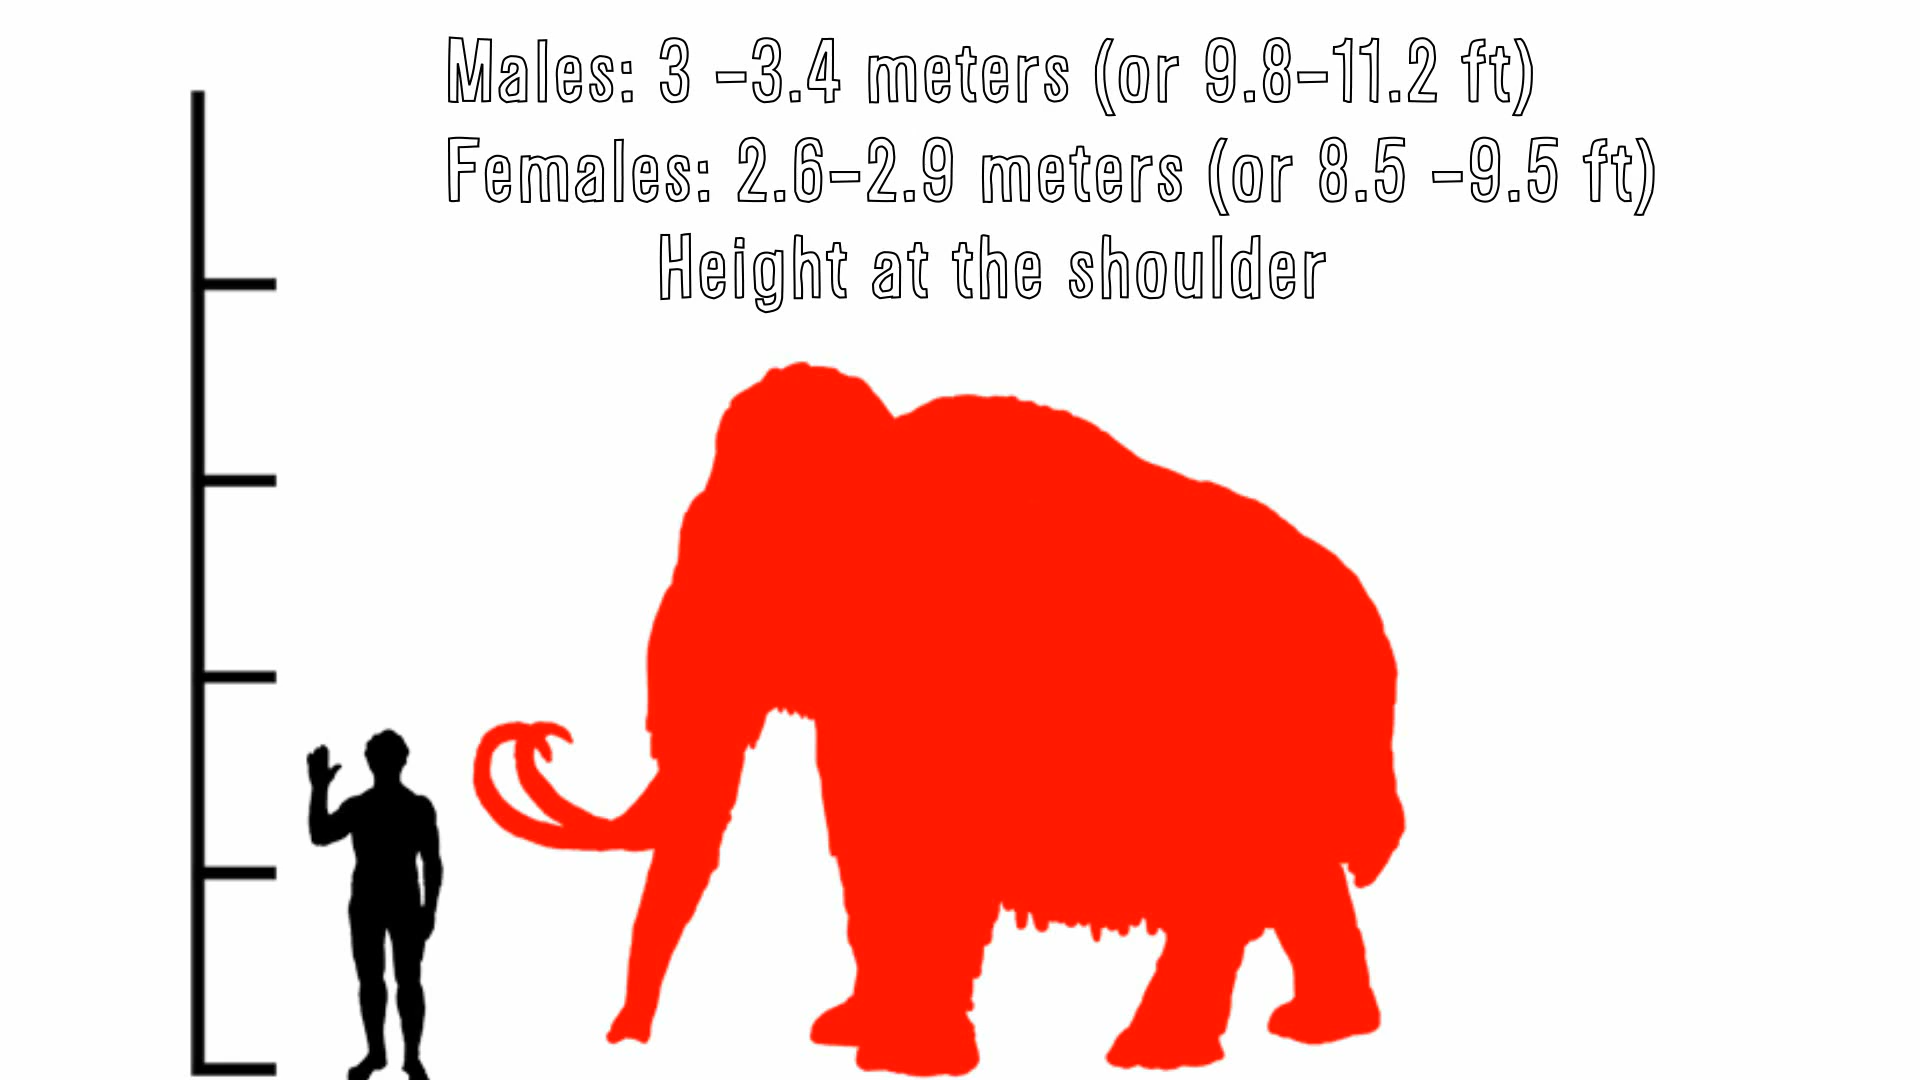 Males: 3 –3.4 meters (or 9.8–11.2 ft)
Females: 2.6–2.9 meters (or 8.5 –9.5 ft)
Height at the shoulder